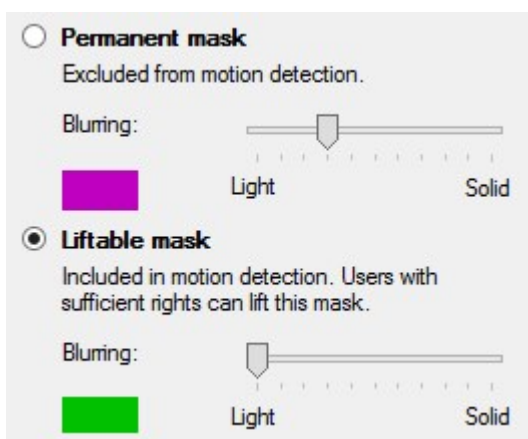 Permanent mask
Excluded from motion detection.
Blurring:
Light Solid
Liftable mask
Included in motion detection. Users with
sufficient rights can lift this mask.
Blurring:
Light Solid